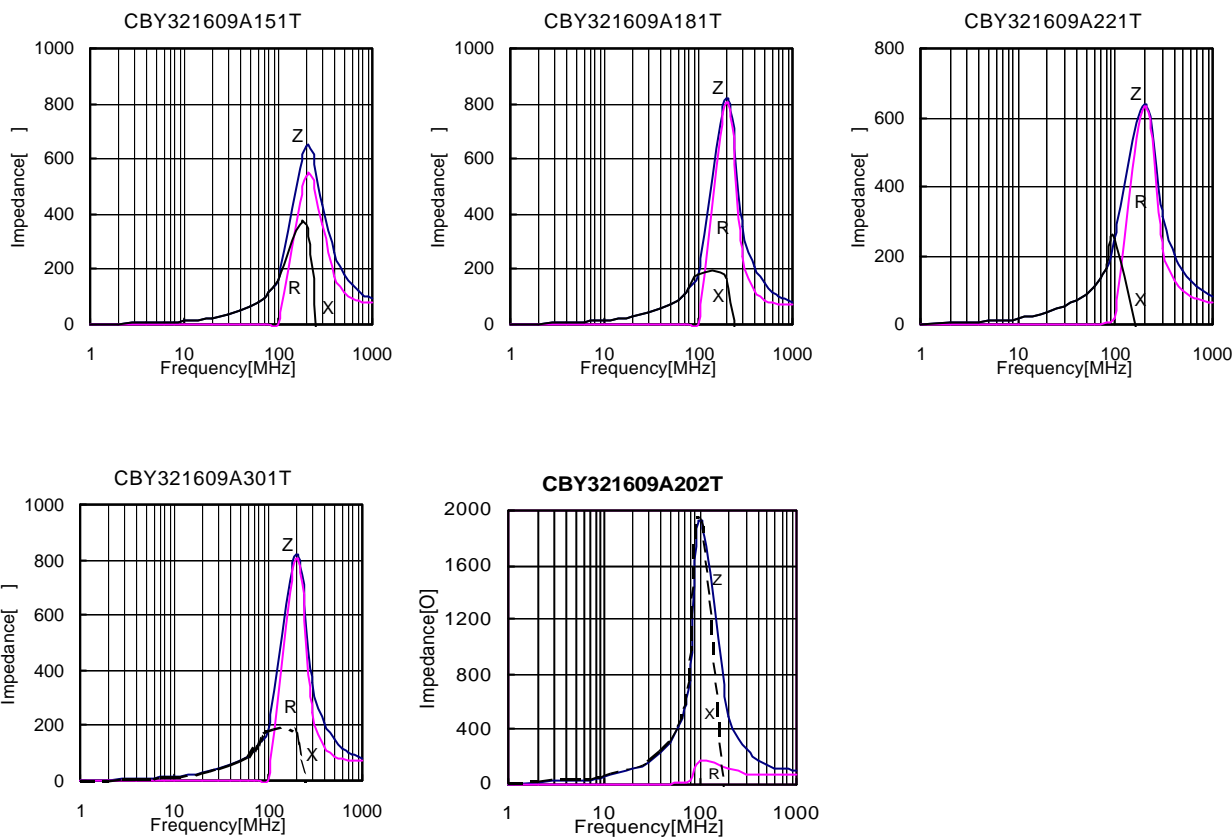 CBY321609A151T
1000
800
600
400
200
0
Impedance[ ]
Z
R
X
1 10 100 1000
Frequency[MHz]
CBY321609A181T
1000
800
600
400
200
0
Impedance[ ]
Z
R
X
1 10 100 1000
Frequency[MHz]
CBY321609A221T
800
600
400
200
0
Impedance[ ]
Z
R
X
1 10 100 1000
Frequency[MHz]
CBY321609A301T
1000
800
600
400
200
0
Impedance[ ]
Z
R
X
1 10 100 1000
Frequency[MHz]
CBY321609A202T
2000
1600
1200
800
400
0
Impedance[O]
Z
X
R
1 10 100 1000
Frequency[MHz]